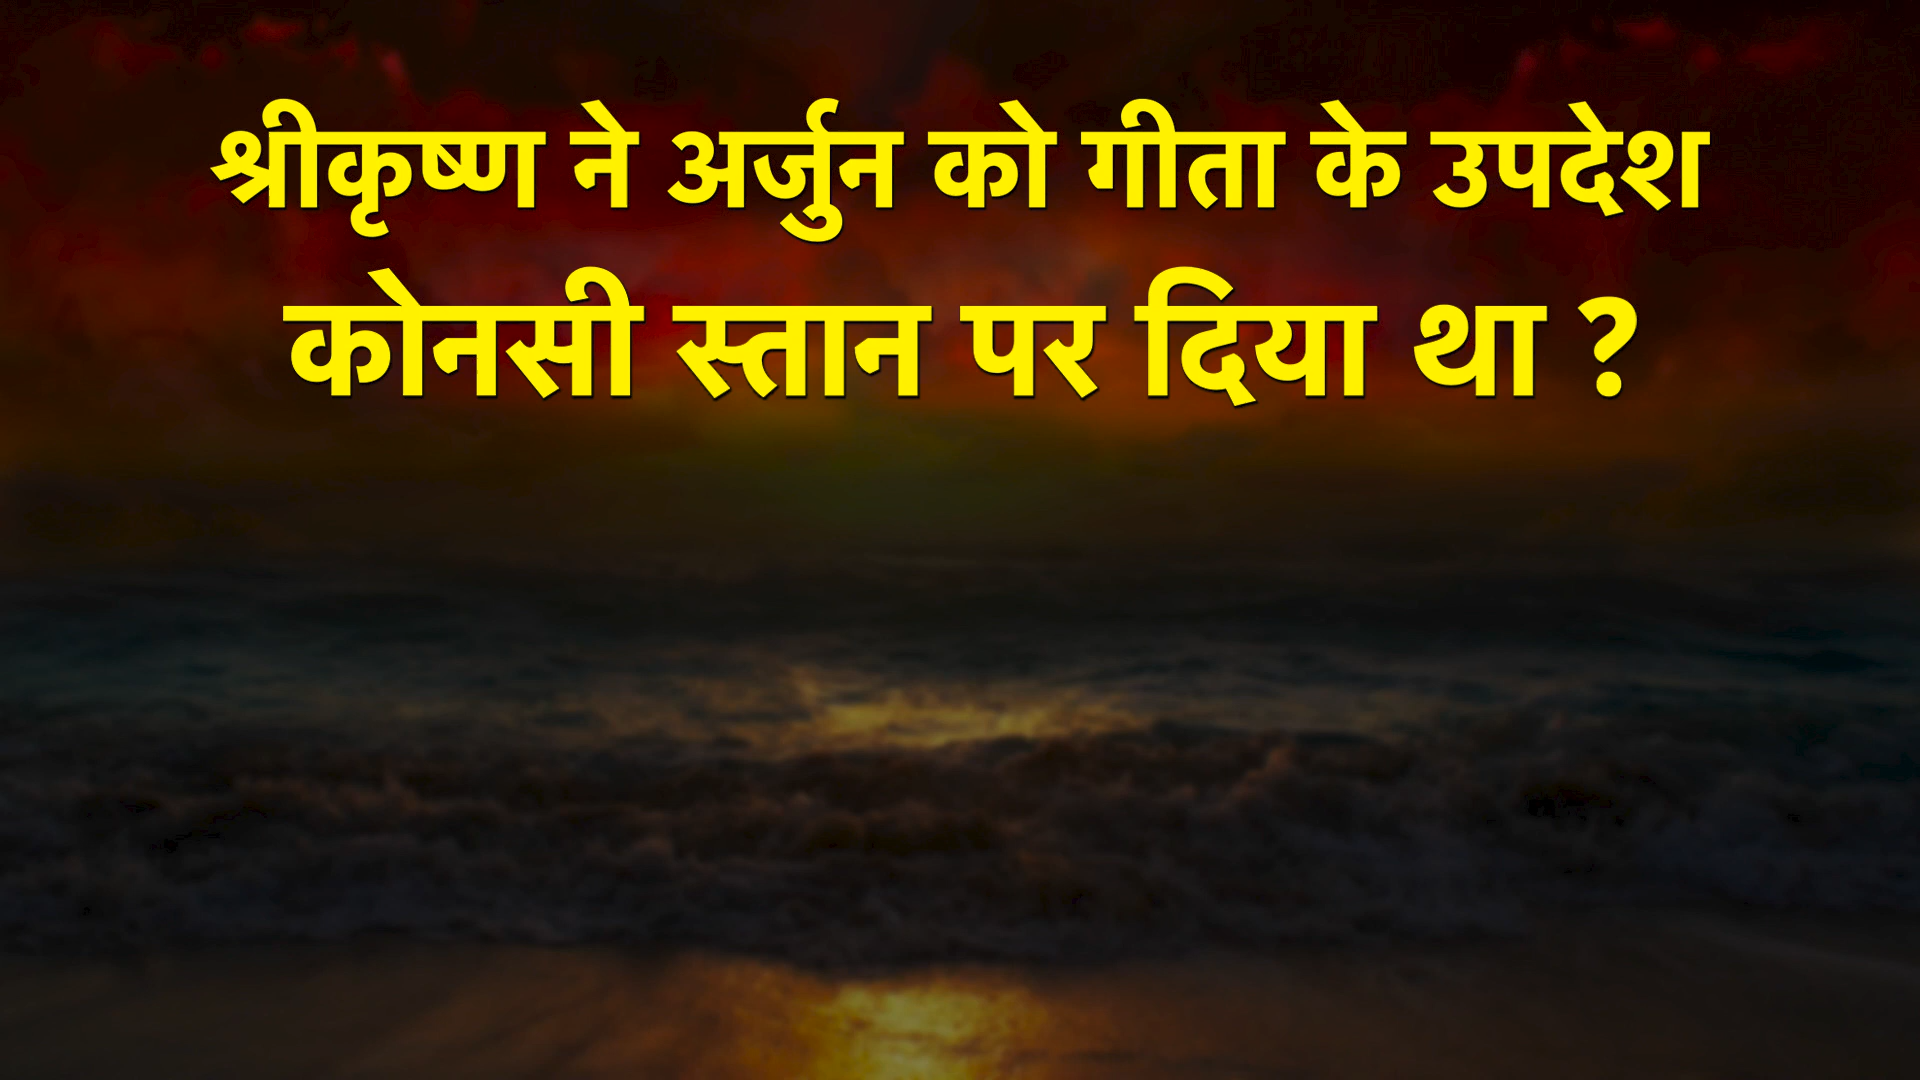 श्रीकृष्ण ने अर्जुन को गीता के उपदेश
कोनसी स्तान पर दिया था ?